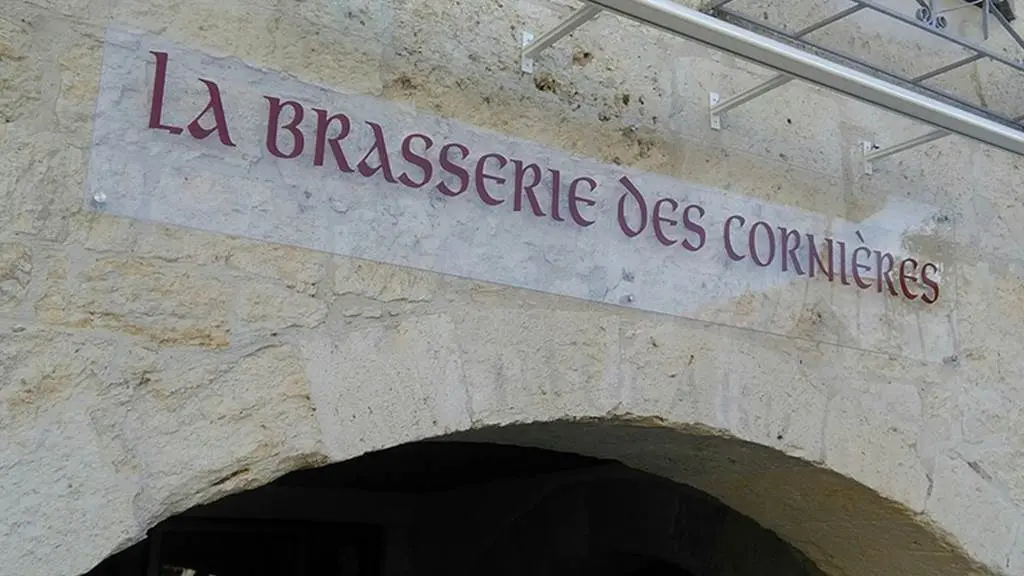 LA BRASSERIE DES CORNIÈRES